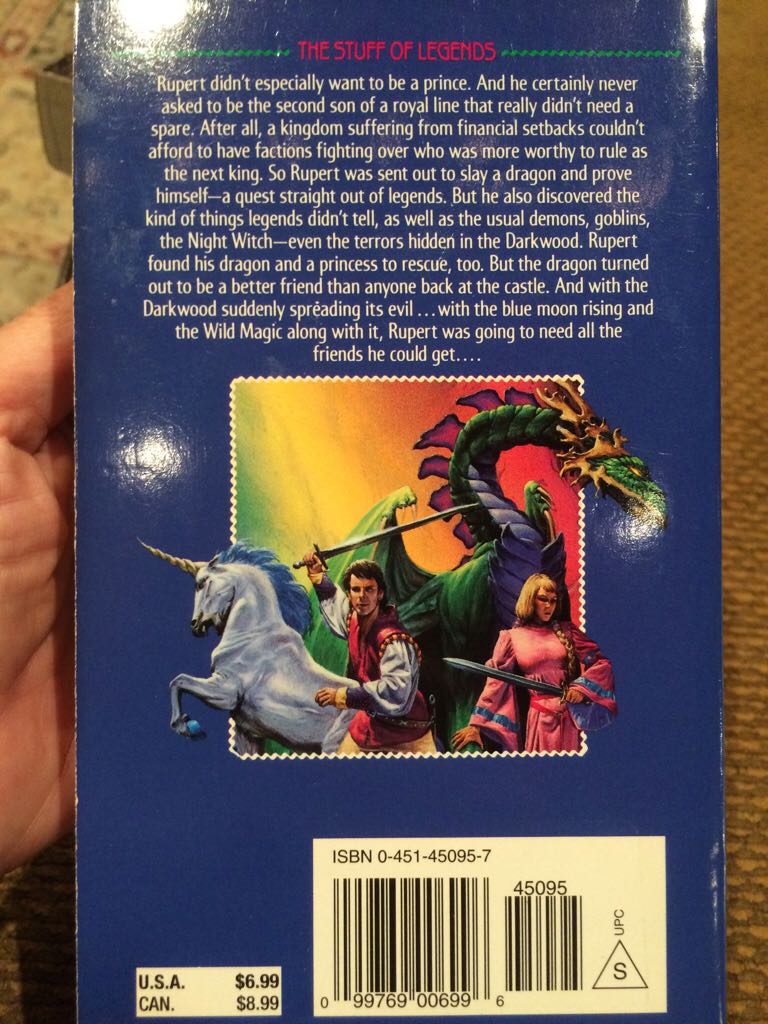 THE STUFF OF LEGENDS
Rupert didn't especially want to be a prince. And he certainly never
asked to be the second son of a royal line that really didn't need a
spare. After all, a kingdom suffering from financial setbacks couldn't
afford to have factions fighting over who was more worthy to rule as
the next king. So Rupert was sent out to slay a dragon and prove
himself—a quest straight out of legends. But he also discovered the
kind of things legends didn't tell, as well as the usual demons, goblins,
the Night Witch—even the terrors hidden in the Darkwood. Rupert
found his dragon and a princess to rescue, too. But the dragon turned
out to be a better friend than anyone back at the castle. And with the
Darkwood suddenly spreading its evil ... with the blue moon rising and
the Wild Magic along with it, Rupert was going to need all the
friends he could get....
ISBN 0-451-45095-7
45095
UPC
S
U.S.A. $6.99
CAN. $8.99
0 99769 00699 6